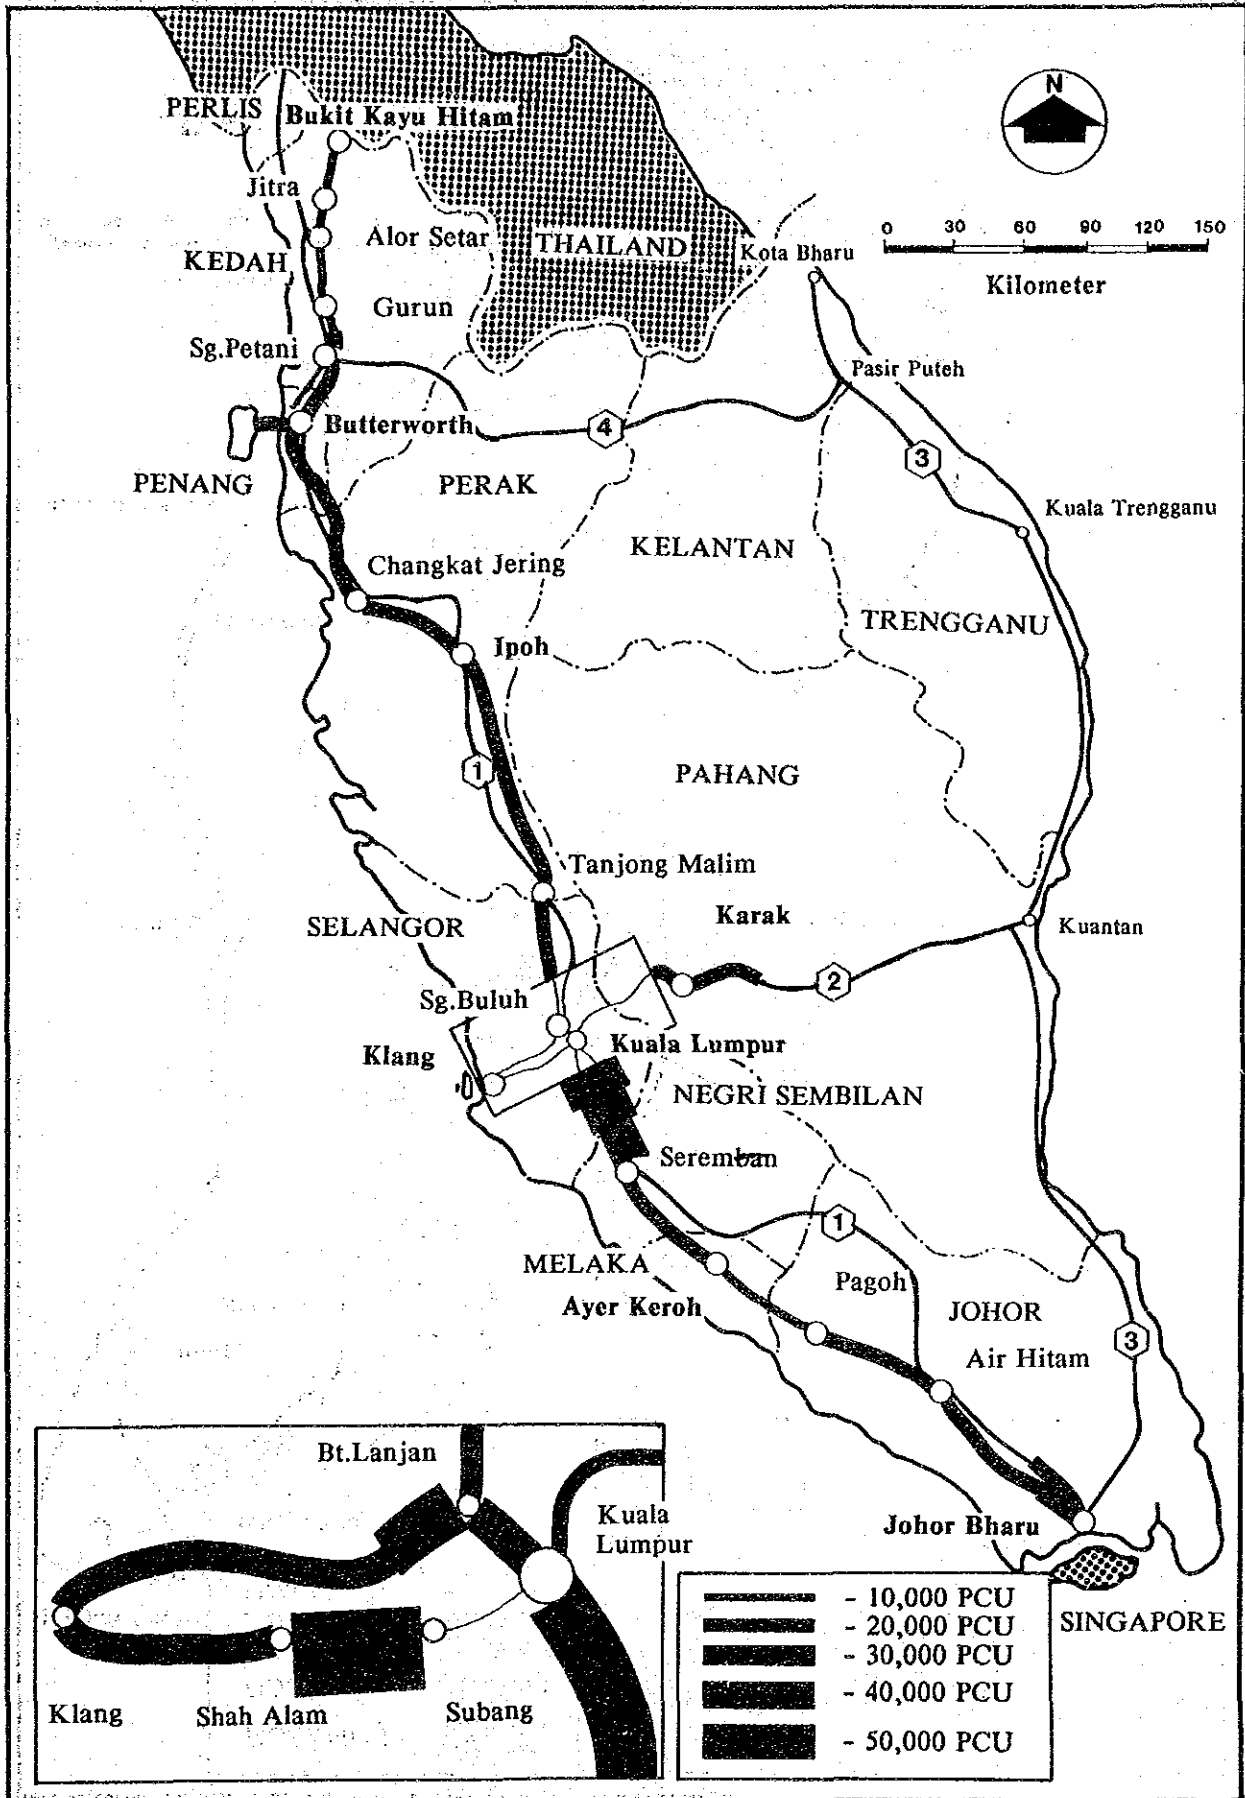 N
PERLIS
Bukit Kayu Hitam
Jitra
KEDAH
Alor Setar
THAILAND
Kota Bharu
0 30 60 90 120 150
Kilometer
Gurun
Sg.Petani
Pasir Puteh
Butterworth
4
3
PENANG
PERAK
Kuala Trengganu
KELANTAN
Changkat Jering
TRENGGANU
Ipoh
1
PAHANG
Tanjong Malim
SELANGOR
Karak
Kuantan
2
Sg.Buluh
Klang
Kuala Lumpur
NEGRI SEMBILAN
Seremban
1
MELAKA
Pagoh
Ayer Keroh
JOHOR
3
Air Hitam
Johor Bharu
SINGAPORE
Bt.Lanjan
Kuala
Lumpur
Klang
Shah Alam
Subang
- 10,000 PCU
- 20,000 PCU
- 30,000 PCU
- 40,000 PCU
- 50,000 PCU